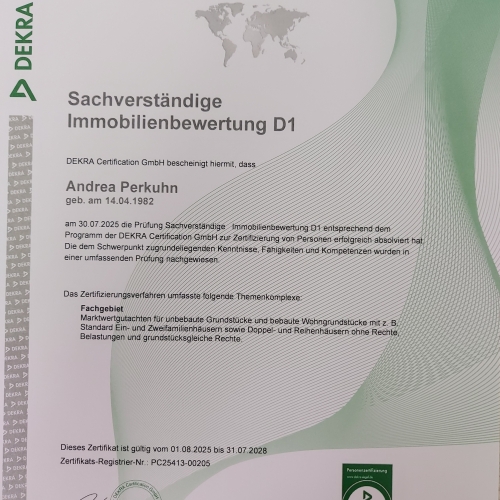 DEKRA
Sachverständige
Immobilienbewertung D1
DEKRA Certification GmbH bescheinigt hiermit, dass
Andrea Perkuhn
geb. am 14.04.1982
am 30.07.2025 die Prüfung Sachverständige Immobilienbewertung D1 entsprechend dem
Programm der DEKRA Certification GmbH zur Zertifizierung von Personen erfolgreich absolviert hat.
Die dem Schwerpunkt zugrundeliegenden Kenntnisse, Fähigkeiten und Kompetenzen wurden in
einer umfassenden Prüfung nachgewiesen.
Das Zertifizierungsverfahren umfasste folgende Themenkomplexe:
Fachgebiet
Marktwertgutachten für unbebaute Grundstücke und bebaute Wohngrundstücke mit z. B.
Standard Ein- und Zweifamilienhäusern sowie Doppel- und Reihenhäusern ohne Rechte,
Belastungen und grundstücksgleiche Rechte.
Dieses Zertifikat ist gültig vom 01.08.2025 bis 31.07.2028
Zertifikats-Registrier-Nr.: PC25413-00205
Personenzertifizierung